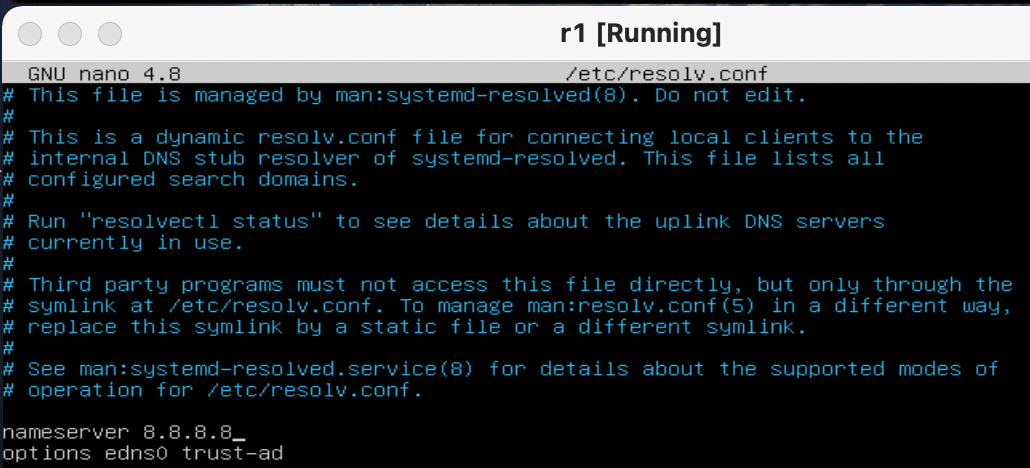 r1 [Running]
GNU nano 4.8 /etc/resolv.conf
# This file is managed by man:systemd-resolved(8). Do not edit.
#
# This is a dynamic resolv.conf file for connecting local clients to the
# internal DNS stub resolver of systemd-resolved. This file lists all
# configured search domains.
#
# Run "resolvectl status" to see details about the uplink DNS servers
# currently in use.
#
# Third party programs must not access this file directly, but only through the
# symlink at /etc/resolv.conf. To manage man:resolv.conf(5) in a different way,
# replace this symlink by a static file or a different symlink.
#
# See man:systemd-resolved.service(8) for details about the supported modes of
# operation for /etc/resolv.conf.
nameserver 8.8.8.8_
options edns0 trust-ad